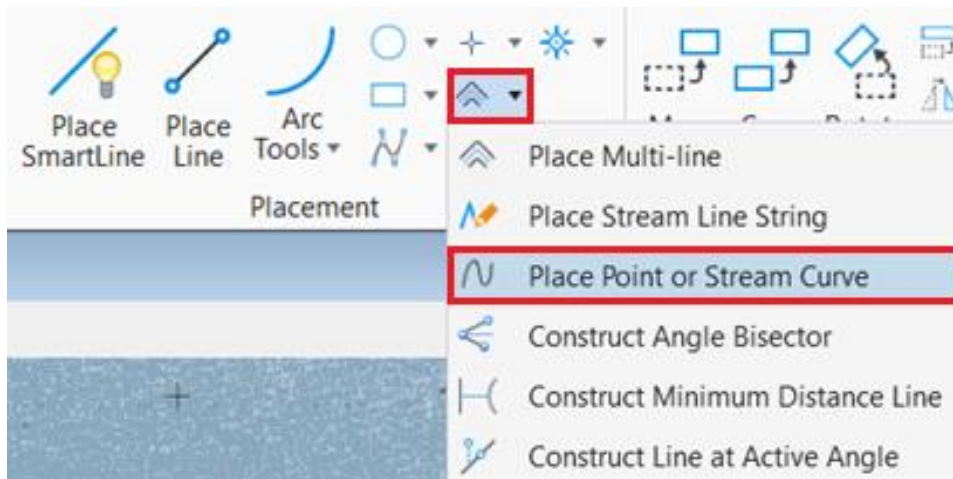 Place
SmartLine
Place
Line
Arc
Tools
Placement
Place Multi-line
Place Stream Line String
Place Point or Stream Curve
Construct Angle Bisector
Construct Minimum Distance Line
Construct Line at Active Angle